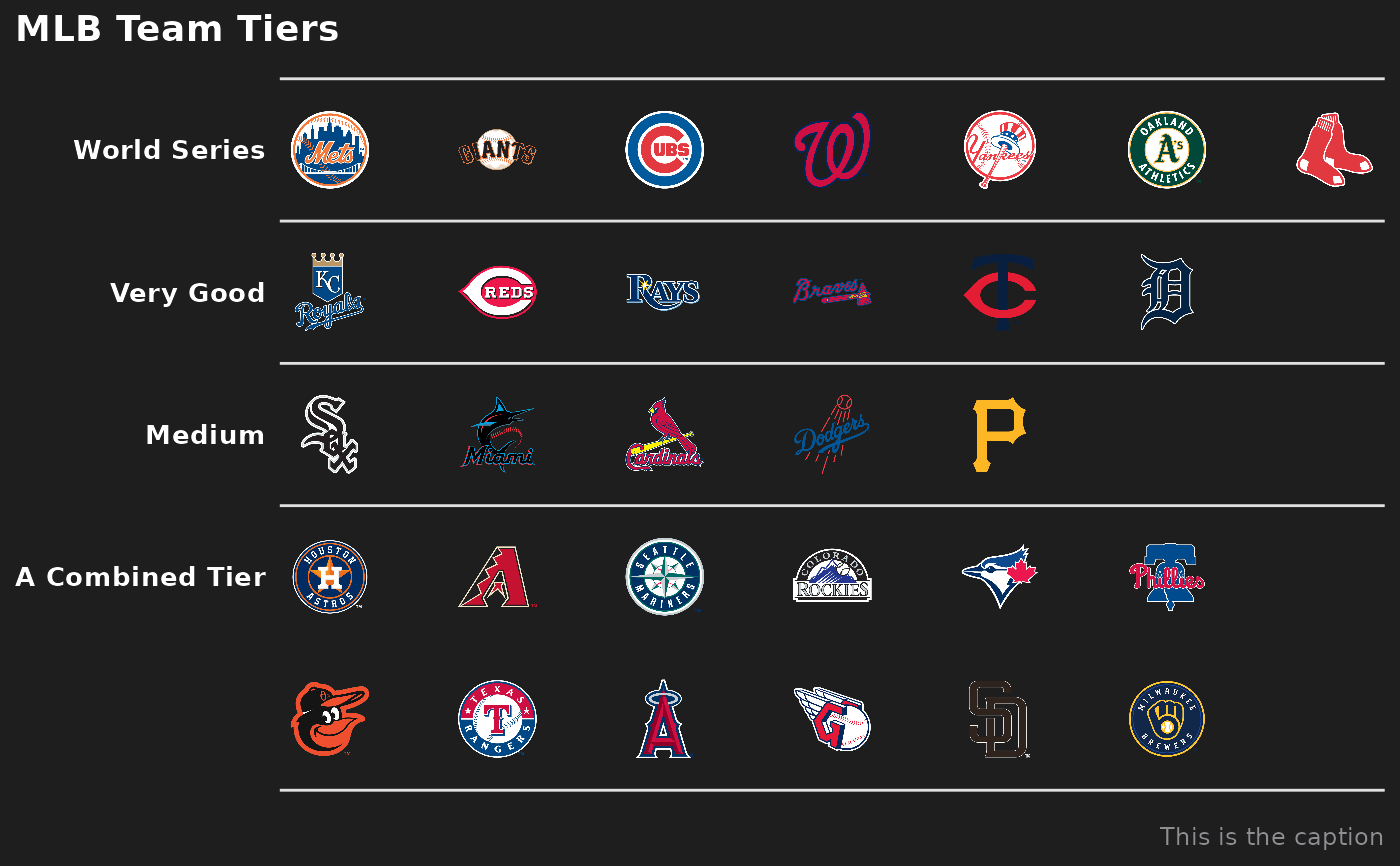 MLB Team Tiers
World Series
Mets
GIANTS
CUBS
W
Yankees
OAKLAND
A's
ATHLETICS
Very Good
KC
Royals
REDS
RAYS
Braves
TC
D
Medium
Sox
Miami
Cardinals
Dodgers
P
A Combined Tier
HOUSTON
H
ASTROS
A
SEATTLE
MARINERS
COLORADO
ROCKIES
Phillies
TEXAS
T
RANGERS
A
G
SD
MILWAUKEE
BREWERS
This is the caption